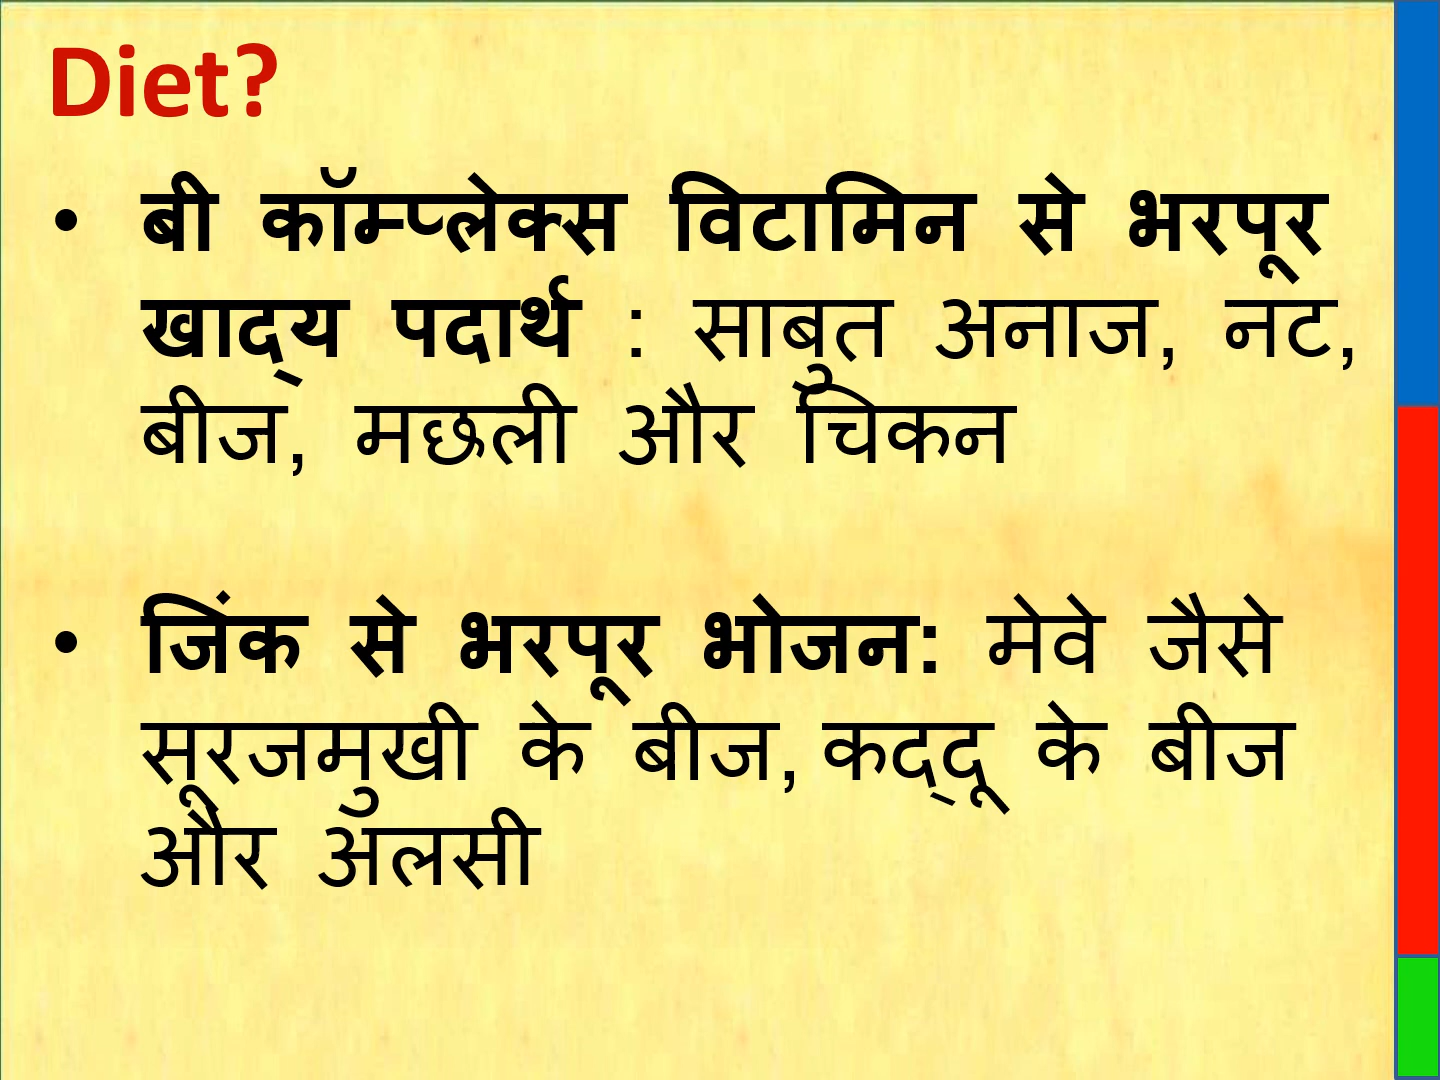 Diet?
• बी कॉम्प्लेक्स विटामिन से भरपूर
खाद्य पदार्थ : साबुत अनाज, नट,
बीज, मछली और चिकन
• जिंक से भरपूर भोजन: मेवे जैसे
सूरजमुखी के बीज, कद्दू के बीज
और अलसी